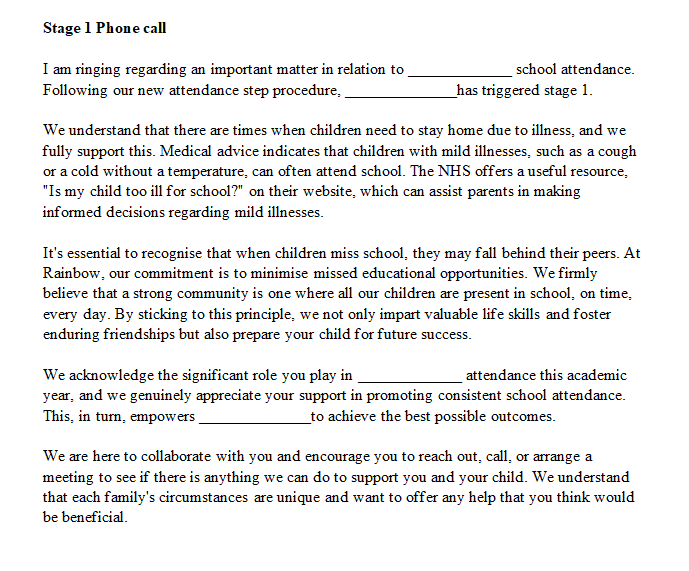 Stage 1 Phone call
I am ringing regarding an important matter in relation to ______________ school attendance.
Following our new attendance step procedure, _______________has triggered stage 1.
We understand that there are times when children need to stay home due to illness, and we
fully support this. Medical advice indicates that children with mild illnesses, such as a cough
or a cold without a temperature, can often attend school. The NHS offers a useful resource,
"Is my child too ill for school?" on their website, which can assist parents in making
informed decisions regarding mild illnesses.
It's essential to recognise that when children miss school, they may fall behind their peers. At
Rainbow, our commitment is to minimise missed educational opportunities. We firmly
believe that a strong community is one where all our children are present in school, on time,
every day. By sticking to this principle, we not only impart valuable life skills and foster
enduring friendships but also prepare your child for future success.
We acknowledge the significant role you play in ______________ attendance this academic
year, and we genuinely appreciate your support in promoting consistent school attendance.
This, in turn, empowers _______________to achieve the best possible outcomes.
We are here to collaborate with you and encourage you to reach out, call, or arrange a
meeting to see if there is anything we can do to support you and your child. We understand
that each family's circumstances are unique and want to offer any help that you think would
be beneficial.